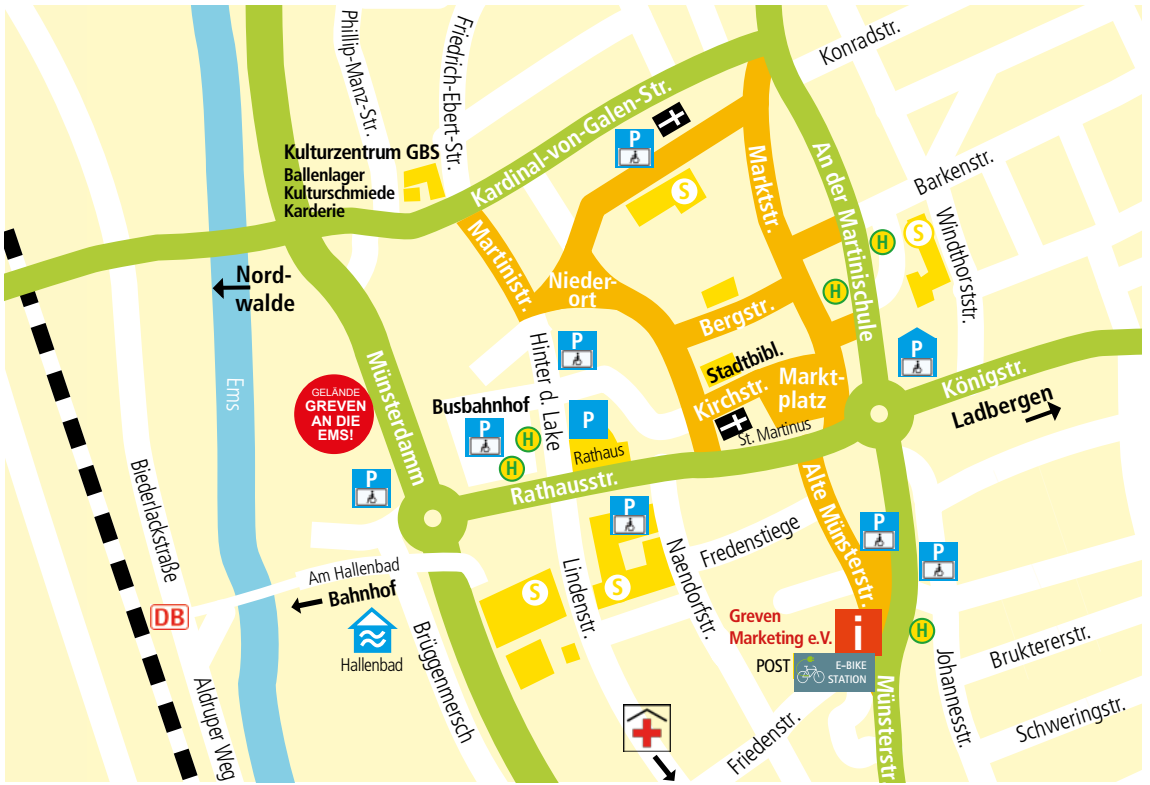 Phillip-Manz-Str.
Friedrich-Ebert-Str.
Konradstr.
Kardinal-von-Galen-Str.
P
Kulturzentrum GBS
Ballenlager
Kulturschmiede
Karderie
Marktstr.
An der Martinischule
Barkenstr.
S
S
Windthorststr.
H
H
Martinistr.
Nieder-
ort
Nord-
walde
Bergstr.
Hinter d. Lake
P
P
Stadtbibl.
Kirchstr.
Markt-
platz
Königstr.
Ladbergen
Ems
Münsterdamm
GELÄNDE
GREVEN
AN DIE
EMS!
Busbahnhof
P
H
H
P
Rathaus
St. Martinus
Rathausstr.
P
P
Biederlackstraße
Alte Münsterstr.
P
P
Fredenstiege
Naendorfstr.
Lindenstr.
S
S
Am Hallenbad
Bahnhof
DB
Hallenbad
Brüggenmersch
Greven
Marketing e.V.
i
H
POST
E-BIKE
STATION
Johannesstr.
Bruktererstr.
Schweringstr.
Münsterstr
Friedenstr.
Aldruper Weg